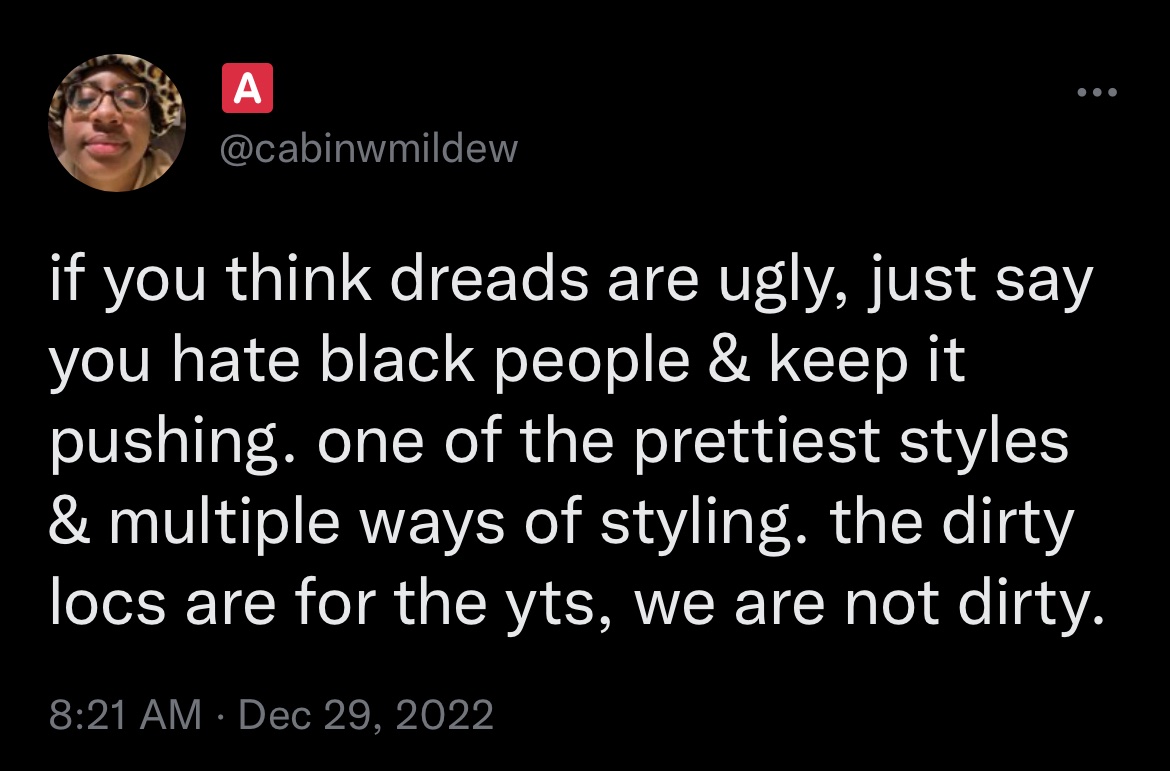 🅰
@cabinwmildew
if you think dreads are ugly, just say
you hate black people & keep it
pushing. one of the prettiest styles
& multiple ways of styling. the dirty
locs are for the yts, we are not dirty.
8:21 AM · Dec 29, 2022